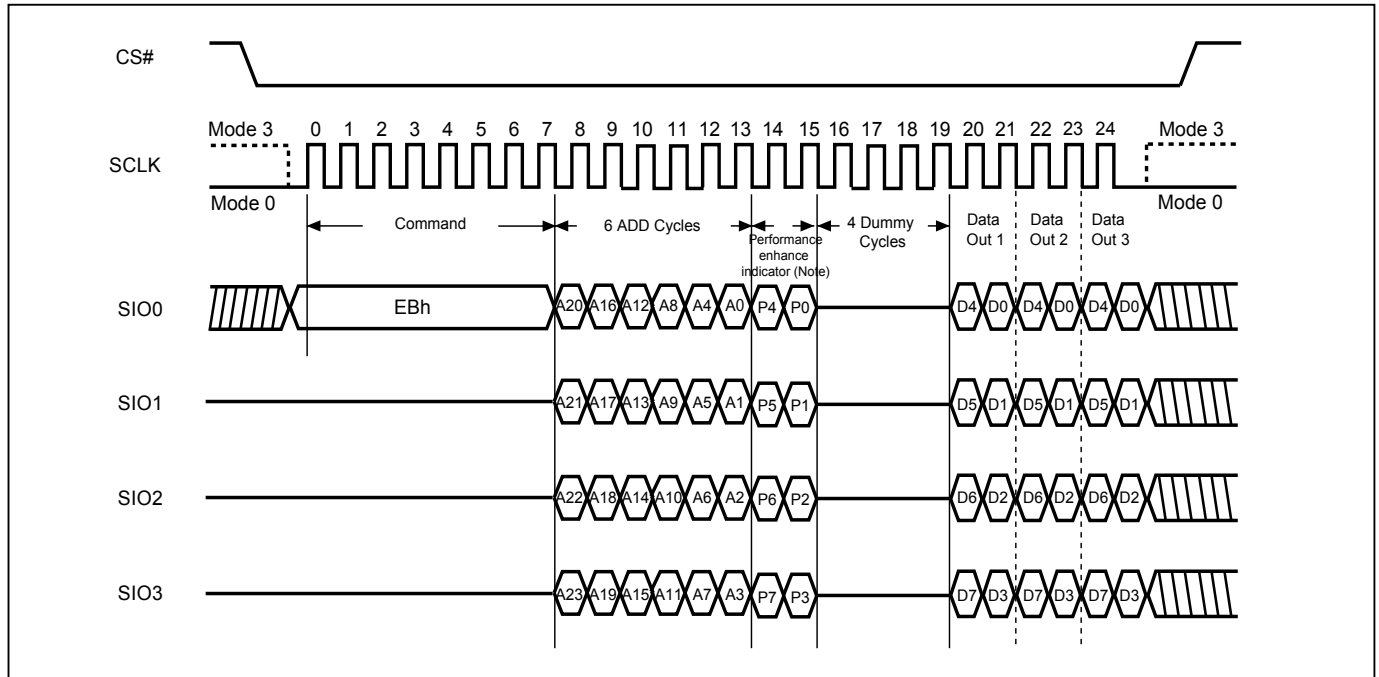 CS#
Mode 3 0 1 2 3 4 5 6 7 8 9 10 11 12 13 14 15 16 17 18 19 20 21 22 23 24 Mode 3
SCLK
Mode 0 Mode 0
Command 6 ADD Cycles Performance enhance indicator (Note) 4 Dummy Cycles Data Out 1 Data Out 2 Data Out 3
SIO0 EBh A20 A16 A12 A8 A4 A0 P4 P0 D4 D0 D4 D0 D4 D0
SIO1 A21 A17 A13 A9 A5 A1 P5 P1 D5 D1 D5 D1 D5 D1
SIO2 A22 A18 A14 A10 A6 A2 P6 P2 D6 D2 D6 D2 D6 D2
SIO3 A23 A19 A15 A11 A7 A3 P7 P3 D7 D3 D7 D3 D7 D3